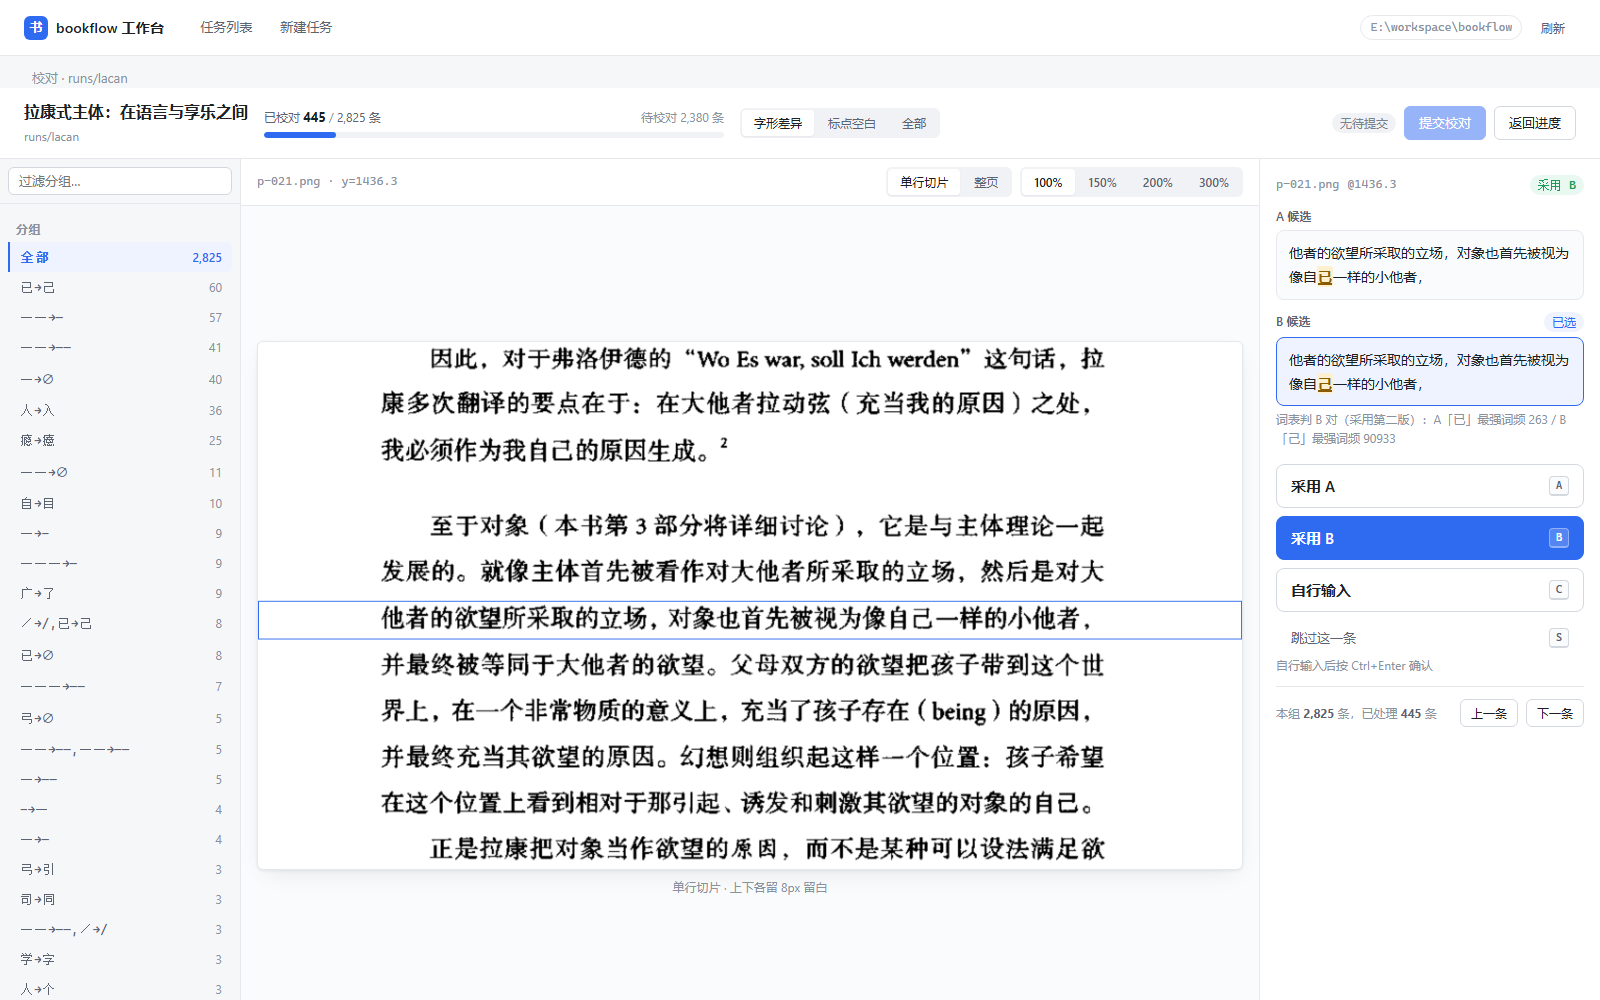 书 bookflow 工作台 任务列表 新建任务 E:\workspace\bookflow 刷新
校对 · runs/lacan
拉康式主体：在语言与享乐之间
runs/lacan
已校对 445 / 2,825 条 待校对 2,380 条
字形差异 标点空白 全部
无待提交 提交校对 返回进度
过滤分组...
分组
全部 2,825
已→己 60
一一→— 57
一一→—— 41
一→∅ 40
人→入 36
瘾→癔 25
一一→∅ 11
自→目 10
一→- 9
一一一→- 9
广→了 9
／→/,已→己 8
已→∅ 8
一一一→—— 7
弓→∅ 5
一一→——,一一→—— 5
一→—— 5
–→— 4
一→- 4
弓→引 3
司→同 3
一一→——,／→/ 3
学→字 3
人→个 3
p-021.png · y=1436.3
单行切片 整页 100% 150% 200% 300%
因此，对于弗洛伊德的“Wo Es war, soll Ich werden”这句话，拉
康多次翻译的要点在于：在大他者拉动弦（充当我的原因）之处，
我必须作为我自己的原因生成。2
至于对象（本书第 3 部分将详细讨论），它是与主体理论一起
发展的。就像主体首先被看作对大他者所采取的立场，然后是对大
他者的欲望所采取的立场，对象也首先被视为像自己一样的小他者，
并最终被等同于大他者的欲望。父母双方的欲望把孩子带到这个世
界上，在一个非常物质的意义上，充当了孩子存在（being）的原因，
并最终充当其欲望的原因。幻想则组织起这样一个位置：孩子希望
在这个位置上看到相对于那引起、诱发和刺激其欲望的对象的自己。
正是拉康把对象当作欲望的原因，而不是某种可以设法满足欲
单行切片 · 上下各留 8px 留白
p-021.png @1436.3 采用 B
A 候选
他者的欲望所采取的立场，对象也首先被视为
像自已一样的小他者，
B 候选 已选
他者的欲望所采取的立场，对象也首先被视为
像自己一样的小他者，
词表判 B 对（采用第二版）：A「已」最强词频 263 / B
「己」最强词频 90933
采用 A A
采用 B B
自行输入 C
跳过这一条 S
自行输入后按 Ctrl+Enter 确认
本组 2,825 条，已处理 445 条 上一条 下一条